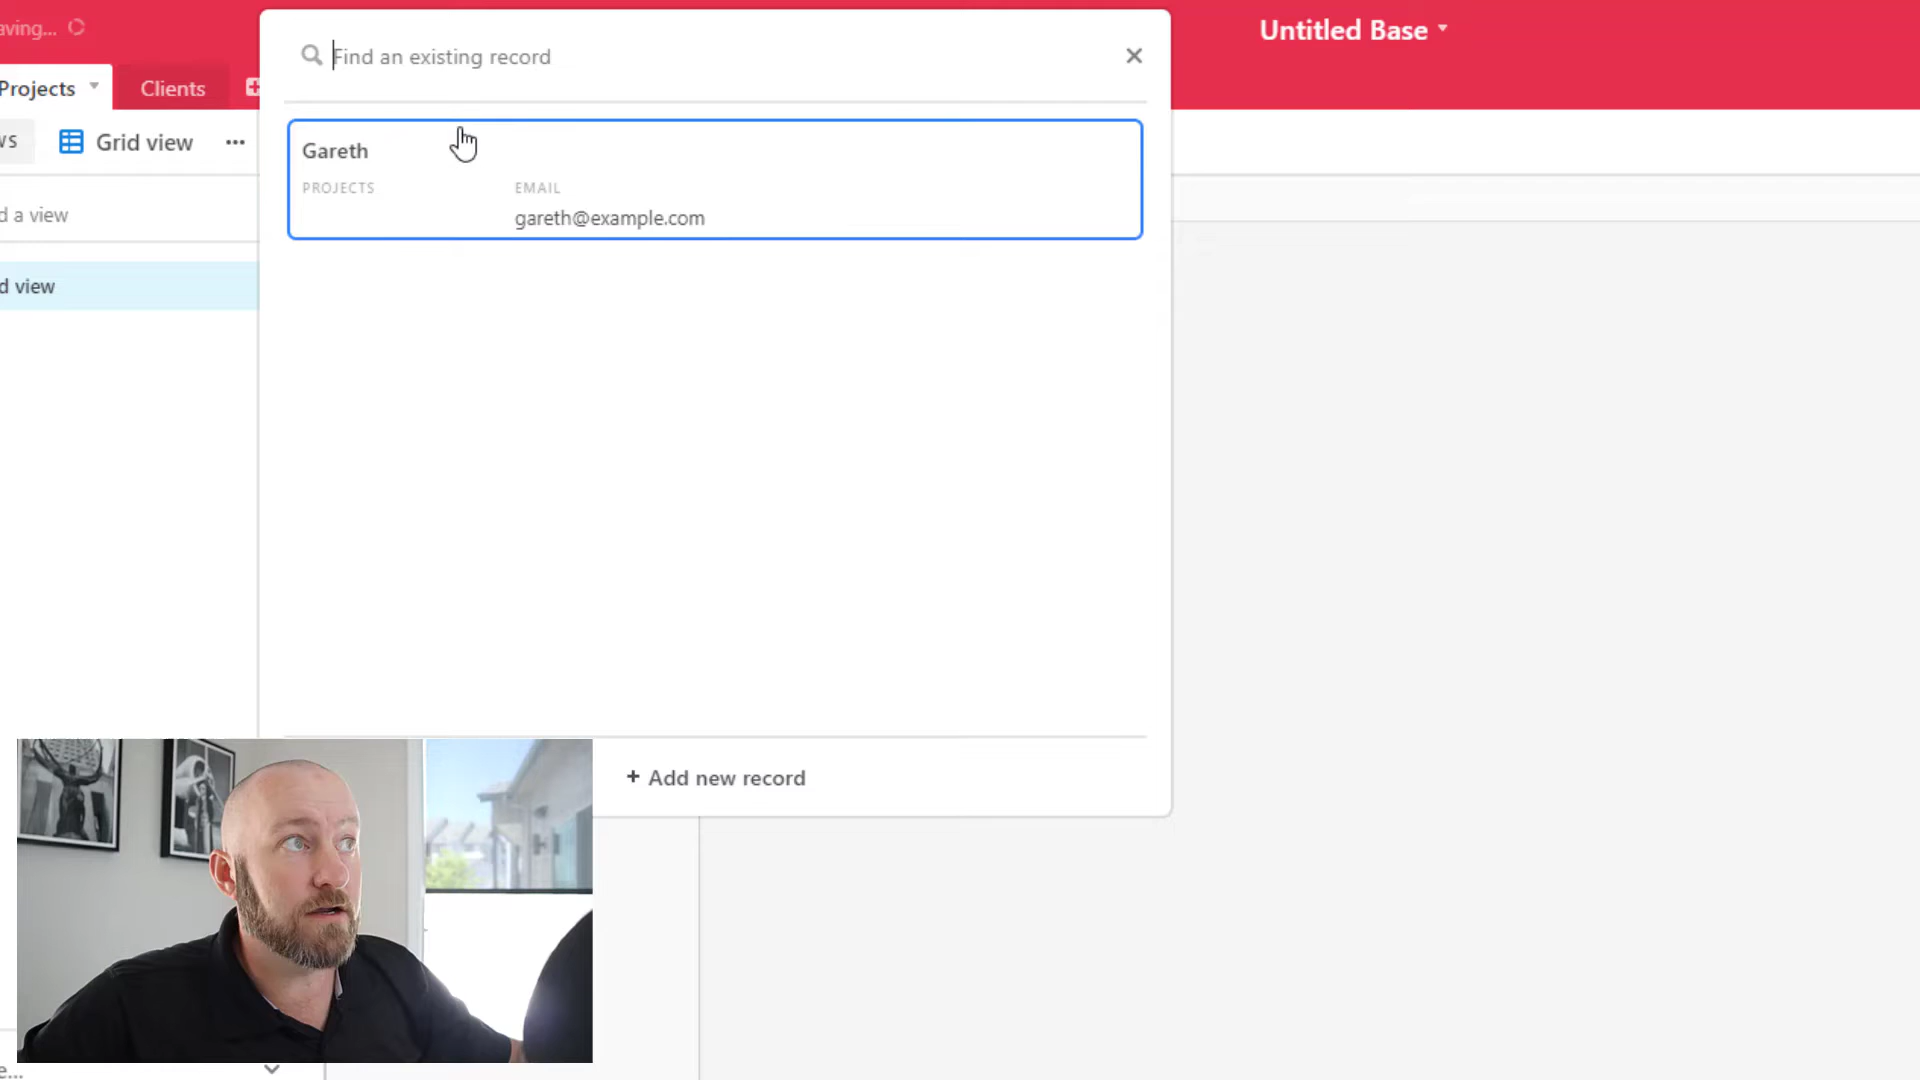 aving...
Find an existing record
Untitled Base
Projects
Clients
WS
Grid view
Gareth
PROJECTS
EMAIL
gareth@example.com
d a view
d view
+ Add new record
e...